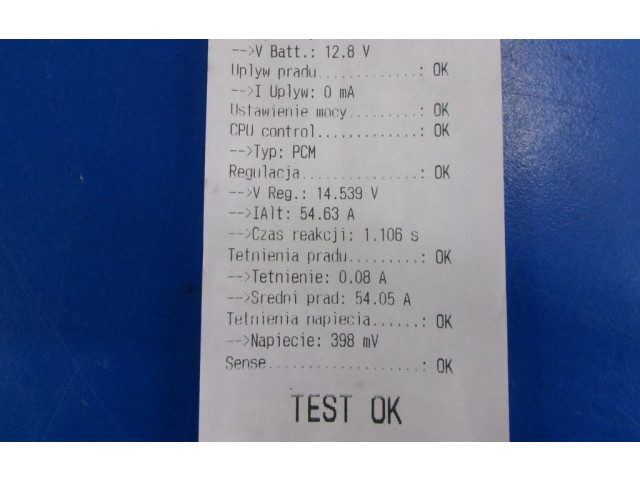 -->V Batt.: 12.8 V
Uplyw pradu.............: OK
-->I Uplyw: 0 mA
Ustawienie mocy.........: OK
CPU control.............: OK
-->Typ: PCM
Regulacja...............: OK
-->V Reg.: 14.539 V
-->IAlt: 54.63 A
-->Czas reakcji: 1.106 s
Tetnienia pradu.........: OK
-->Tetnienie: 0.08 A
-->Sredni prad: 54.05 A
Tetnienia napiecia......: OK
-->Napiecie: 398 mV
Sense...................: OK
TEST OK